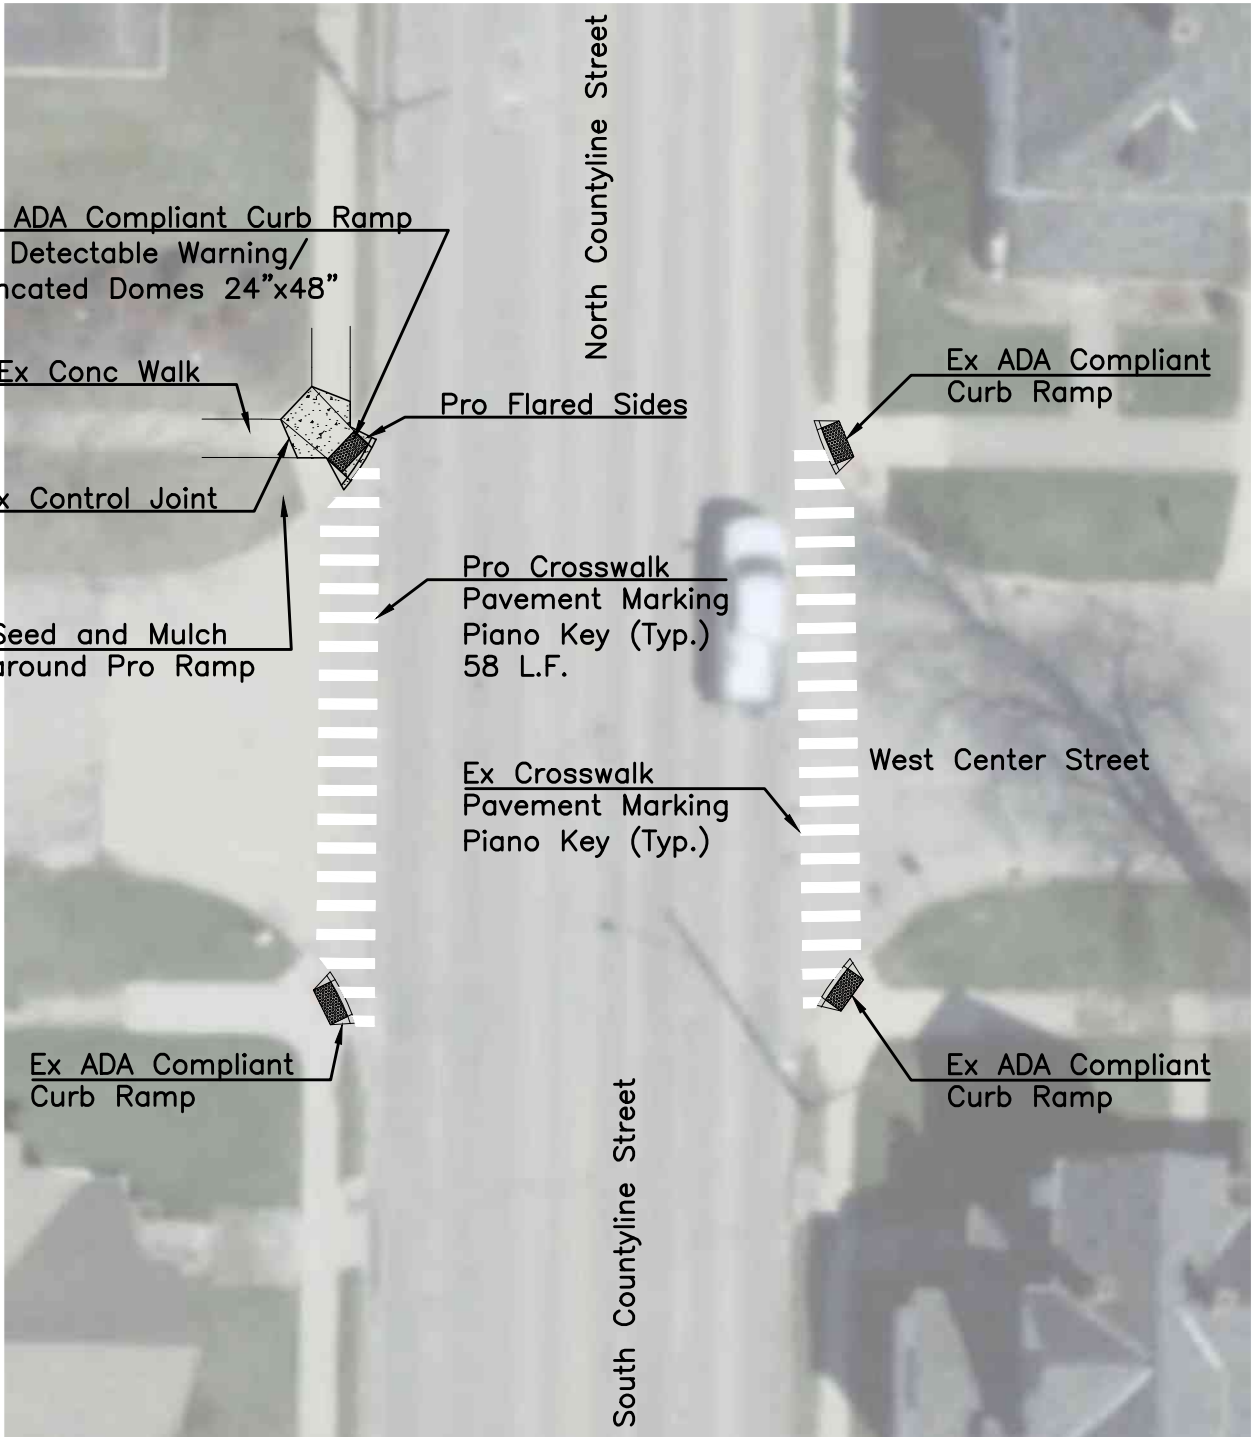 North Countyline Street
ADA Compliant Curb Ramp
Detectable Warning/
ncated Domes 24"x48"
Ex Conc Walk
Pro Flared Sides
Ex ADA Compliant
Curb Ramp
x Control Joint
Pro Crosswalk
Pavement Marking
Piano Key (Typ.)
58 L.F.
Seed and Mulch
around Pro Ramp
West Center Street
Ex Crosswalk
Pavement Marking
Piano Key (Typ.)
Ex ADA Compliant
Curb Ramp
Ex ADA Compliant
Curb Ramp
South Countyline Street